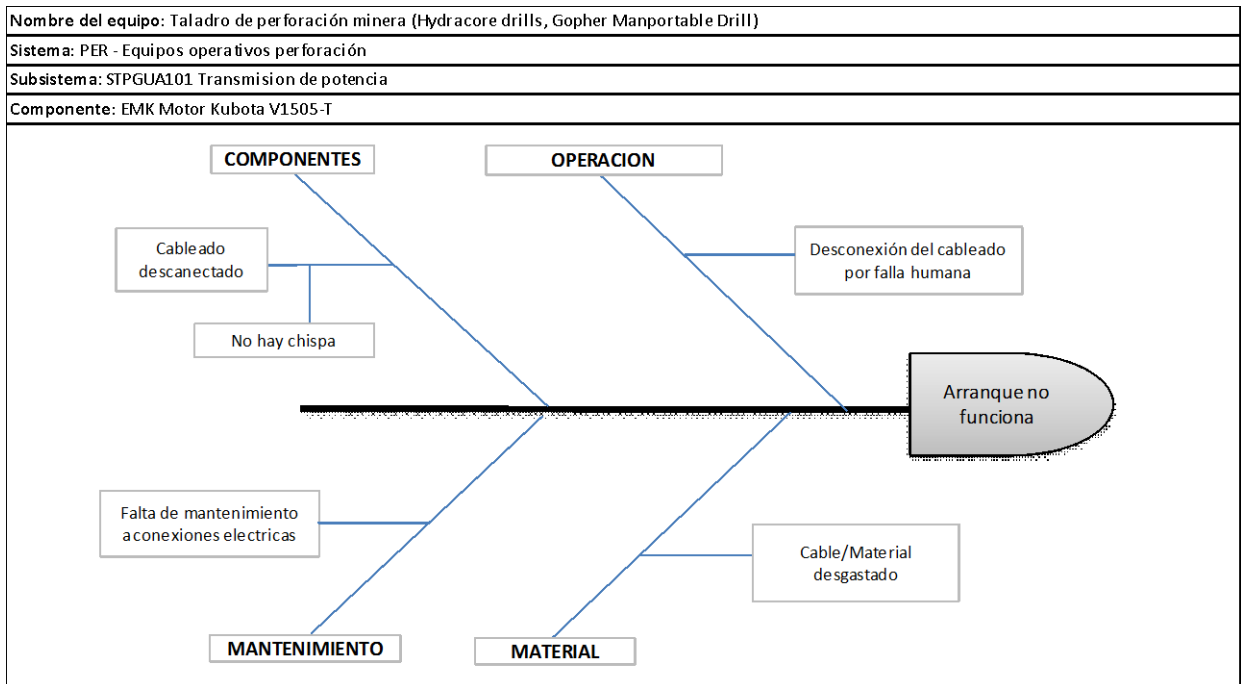 Nombre del equipo: Taladro de perforación minera (Hydracore drills, Gopher Manportable Drill)
Sistema: PER - Equipos operativos perforación
Subsistema: STPGUA101 Transmision de potencia
Componente: EMK Motor Kubota V1505-T
COMPONENTES
OPERACION
Cableado
descanectado
Desconexión del cableado
por falla humana
No hay chispa
Arranque no
funciona
Falta de mantenimiento
a conexiones electricas
Cable/Material
desgastado
MANTENIMIENTO
MATERIAL